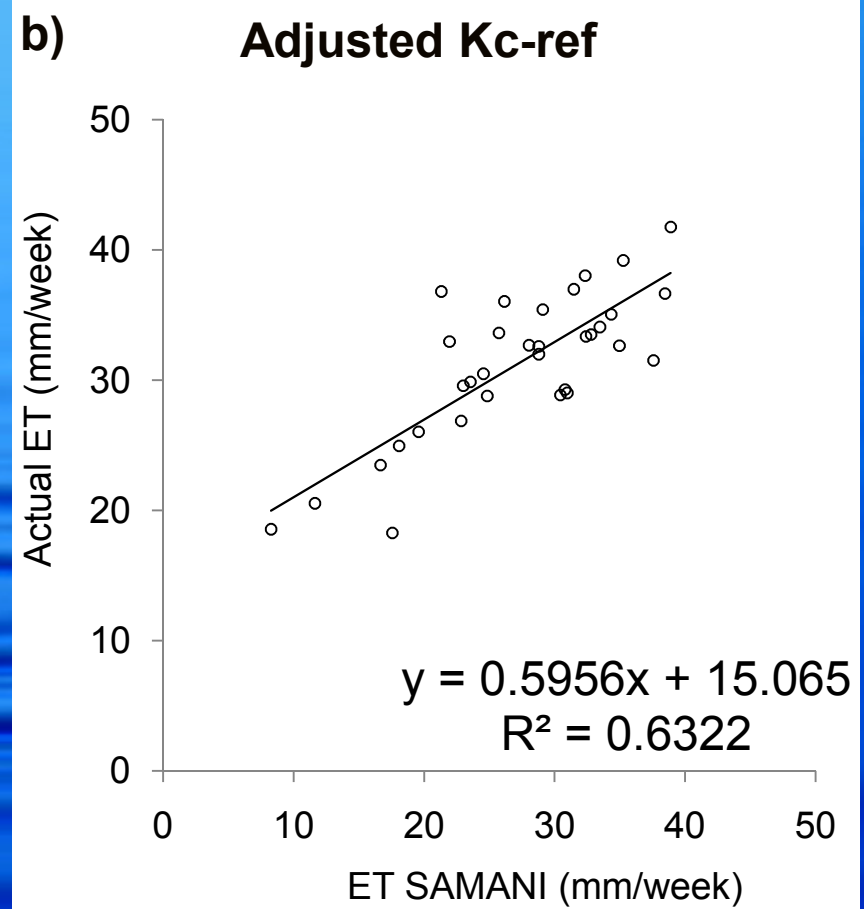 b)
Adjusted Kc-ref
50
40
30
20
10
0
Actual ET (mm/week)
y = 0.5956x + 15.065
R² = 0.6322
0 10 20 30 40 50
ET SAMANI (mm/week)